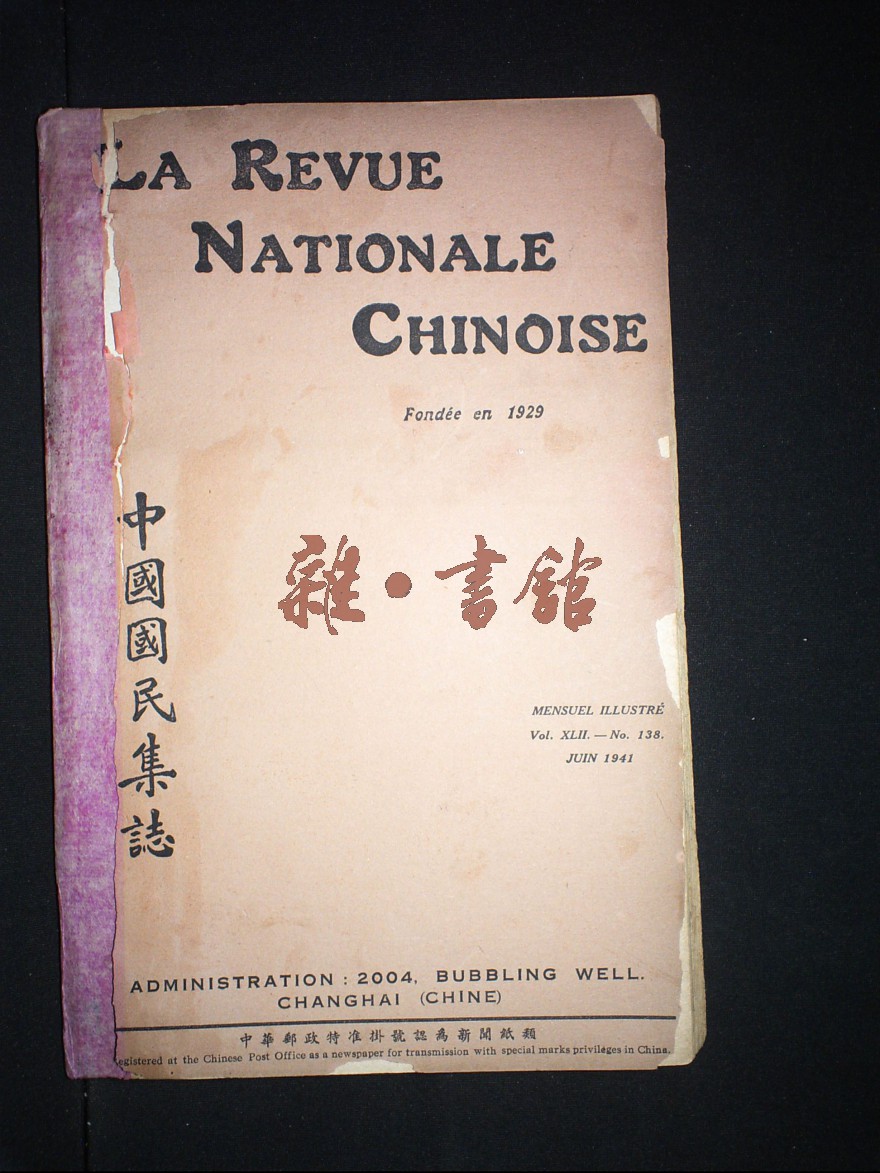 LA REVUE
NATIONALE
CHINOISE
Fondée en 1929
中國國民集誌
雜•書館
MENSUEL ILLUSTRÉ
Vol. XLII. — No. 138.
JUIN 1941
ADMINISTRATION : 2004, BUBBLING WELL.
CHANGHAI (CHINE)
中華郵政特准掛號認為新聞紙類
egistered at the Chinese Post Office as a newspaper for transmission with special marks privileges in China.